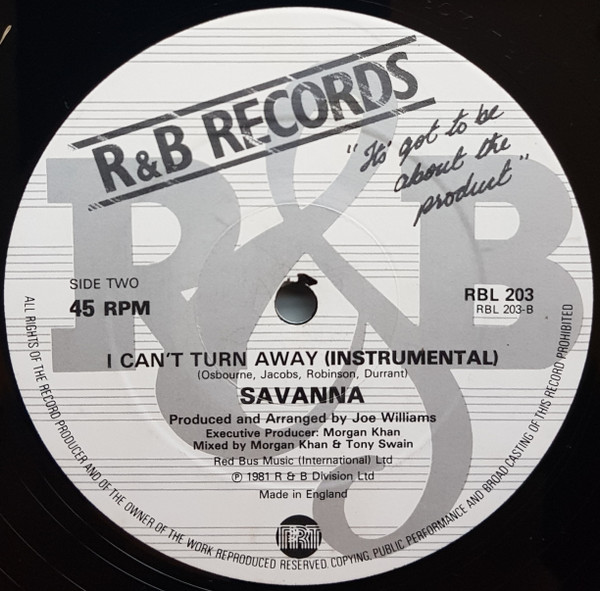 R&B RECORDS
"It's got to be
about the
product"
R&B
SIDE TWO
45 RPM
RBL 203
RBL 203-B
I CAN'T TURN AWAY (INSTRUMENTAL)
(Osbourne, Jacobs, Robinson, Durrant)
SAVANNA
Produced and Arranged by Joe Williams
Executive Producer: Morgan Khan
Mixed by Morgan Khan & Tony Swain
Red Bus Music (International) Ltd
℗ 1981 R & B Division Ltd
Made in England
PRT
ALL RIGHTS OF THE RECORD PRODUCER AND OF THE OWNER OF THE WORK REPRODUCED RESERVED. COPYING, PUBLIC PERFORMANCE AND BROAD CASTING OF THIS RECORD PROHIBITED